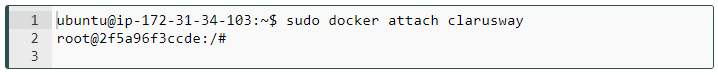 1 ubuntu@ip-172-31-34-103:~$ sudo docker attach clarusway
2 root@2f5a96f3ccde:/#
3